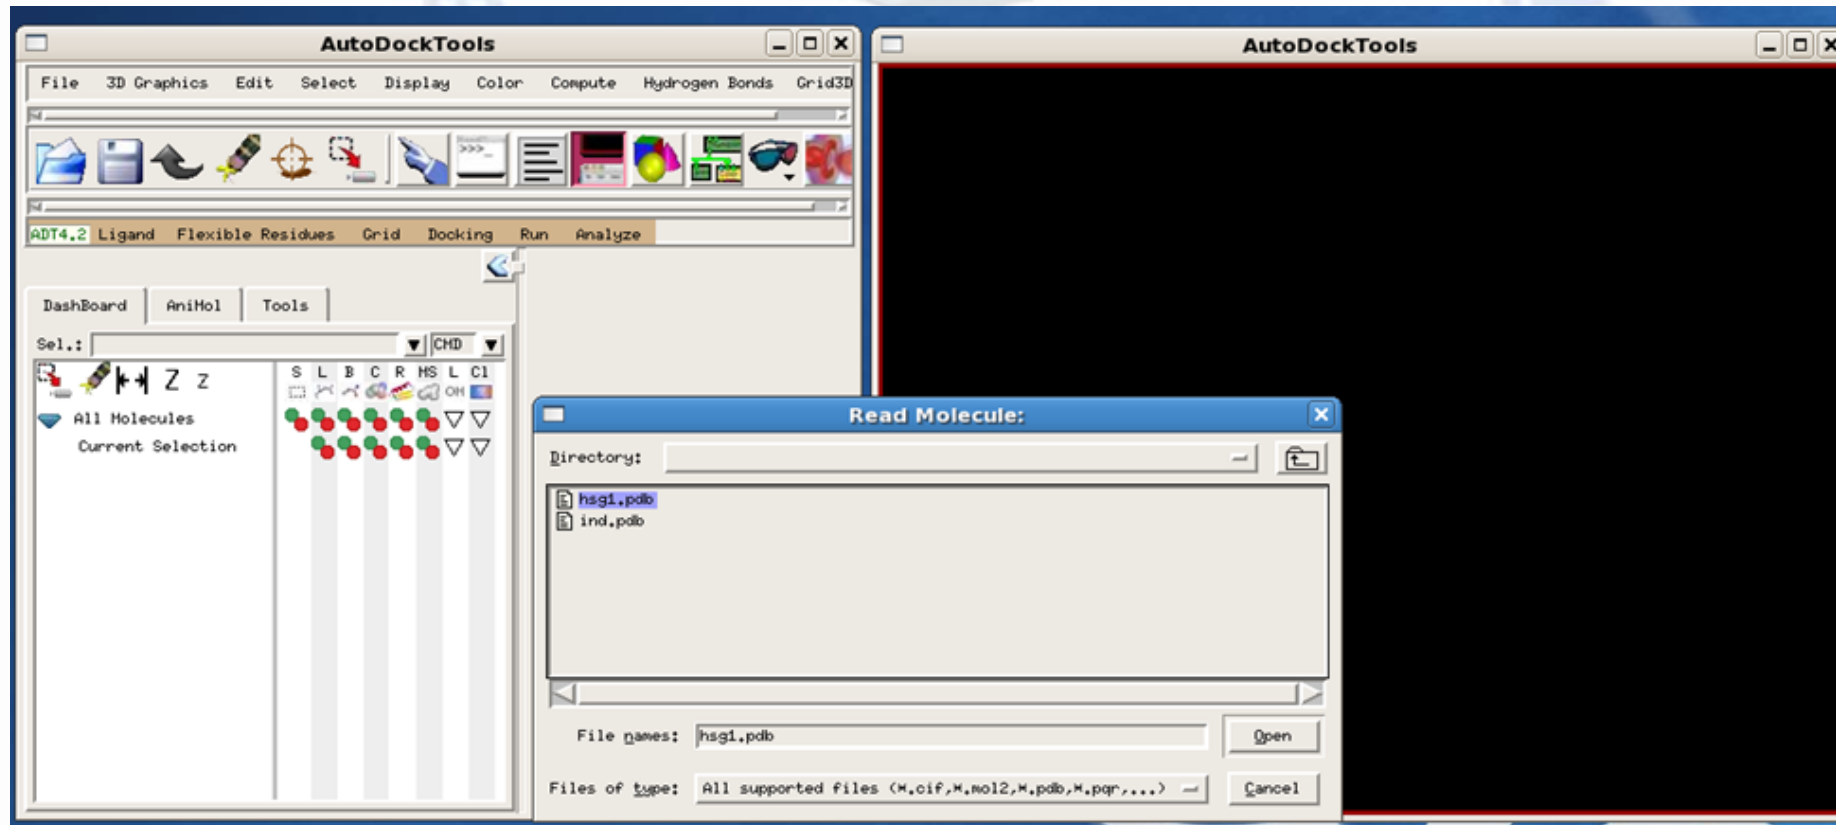 AutoDockTools
File 3D Graphics Edit Select Display Color Compute Hydrogen Bonds Grid3D
>>>_
ADT4.2 Ligand Flexible Residues Grid Docking Run Analyze
DashBoard AniMol Tools
Sel.: CMD
Z Z
S L B C R MS L Cl
All Molecules
Current Selection
AutoDockTools
Read Molecule:
Directory:
hsg1.pdb
ind.pdb
File names: hsg1.pdb
Open
Files of type: All supported files (*.cif,*.mol2,*.pdb,*.pqr,...)
Cancel